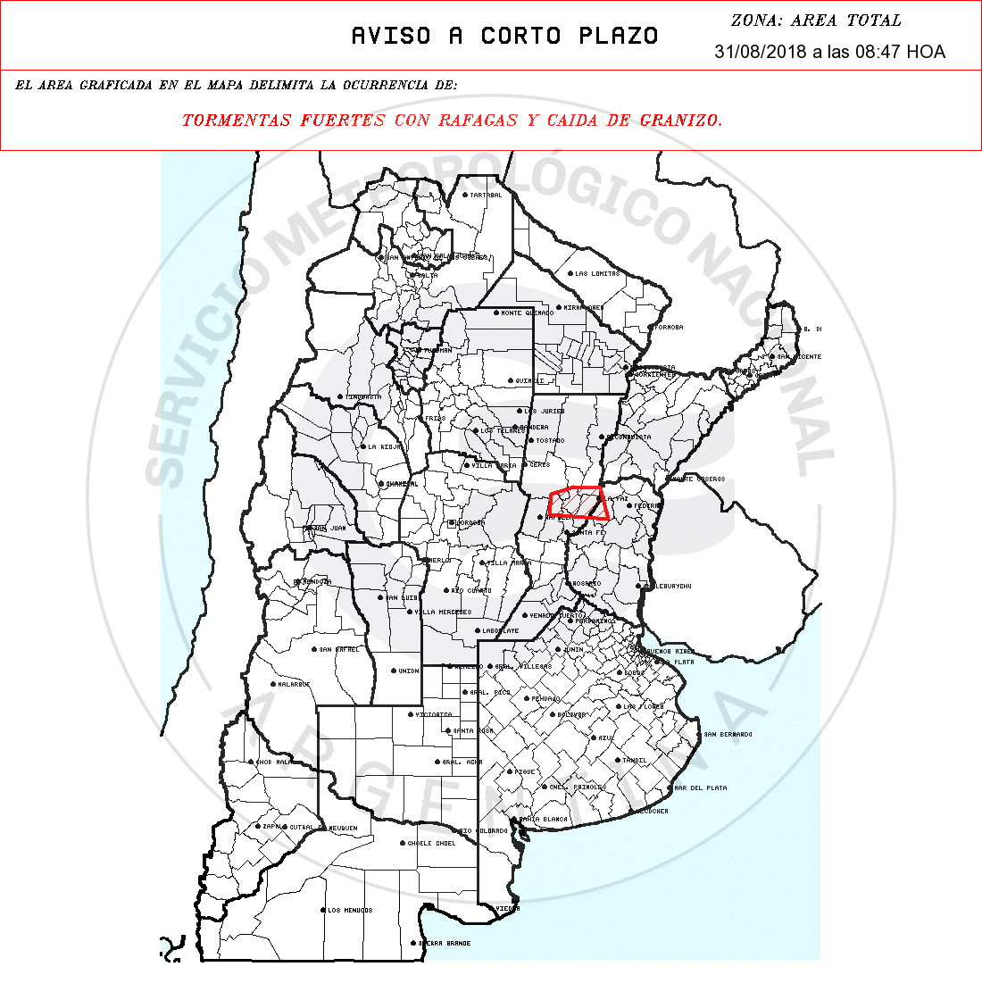 AVISO A CORTO PLAZO
ZONA: AREA TOTAL
31/08/2018 a las 08:47 HOA
EL AREA GRAFICADA EN EL MAPA DELIMITA LA OCURRENCIA DE:
TORMENTAS FUERTES CON RAFAGAS Y CAIDA DE GRANIZO.
SERVICIO METEOROLÓGICO NACIONAL
ARGENTINA
TARTAGAL
SALTA
LAS LOMITAS
MONTE QUEMADO
FORMOSA
TUCUMAN
SAN VICENTE
CORRIENTES
QUIMILI
TINOGASTA
LOS JURIES
FRIAS
BANDERA
LOS TELARES
TOSTADO
RECONQUISTA
LA RIOJA
VILLA MARIA
CERES
MONTE CASEROS
CHAMICAL
LA PAZ
FEDERAL
RAFAELA
CORDOBA
SAN JUAN
SANTA FE
MERLO
VILLA MARIA
MENDOZA
ROSARIO
GUALEGUAYCHU
RIO CUARTO
SAN LUIS
VILLA MERCEDES
VENADO TUERTO
PERGAMINO
LABOULAYE
SAN RAFAEL
JUNIN
BUENOS AIRES
LA PLATA
UNION
GRAL. VILLEGAS
LOBOS
MALARGUE
GRAL. PICO
PEHUAJO
LAS FLORES
VICTORICA
BOLIVAR
SANTA ROSA
AZUL
SAN BERNARDO
CHOS MALAL
GRAL. ACHA
TANDIL
PIGUE
CNEL. PRINGLES
MAR DEL PLATA
NECOCHEA
BAHIA BLANCA
ZAPALA
CUTRAL CO
NEUQUEN
RIO COLORADO
CHOELE CHOEL
LOS MENUCOS
VIEDMA
SIERRA GRANDE